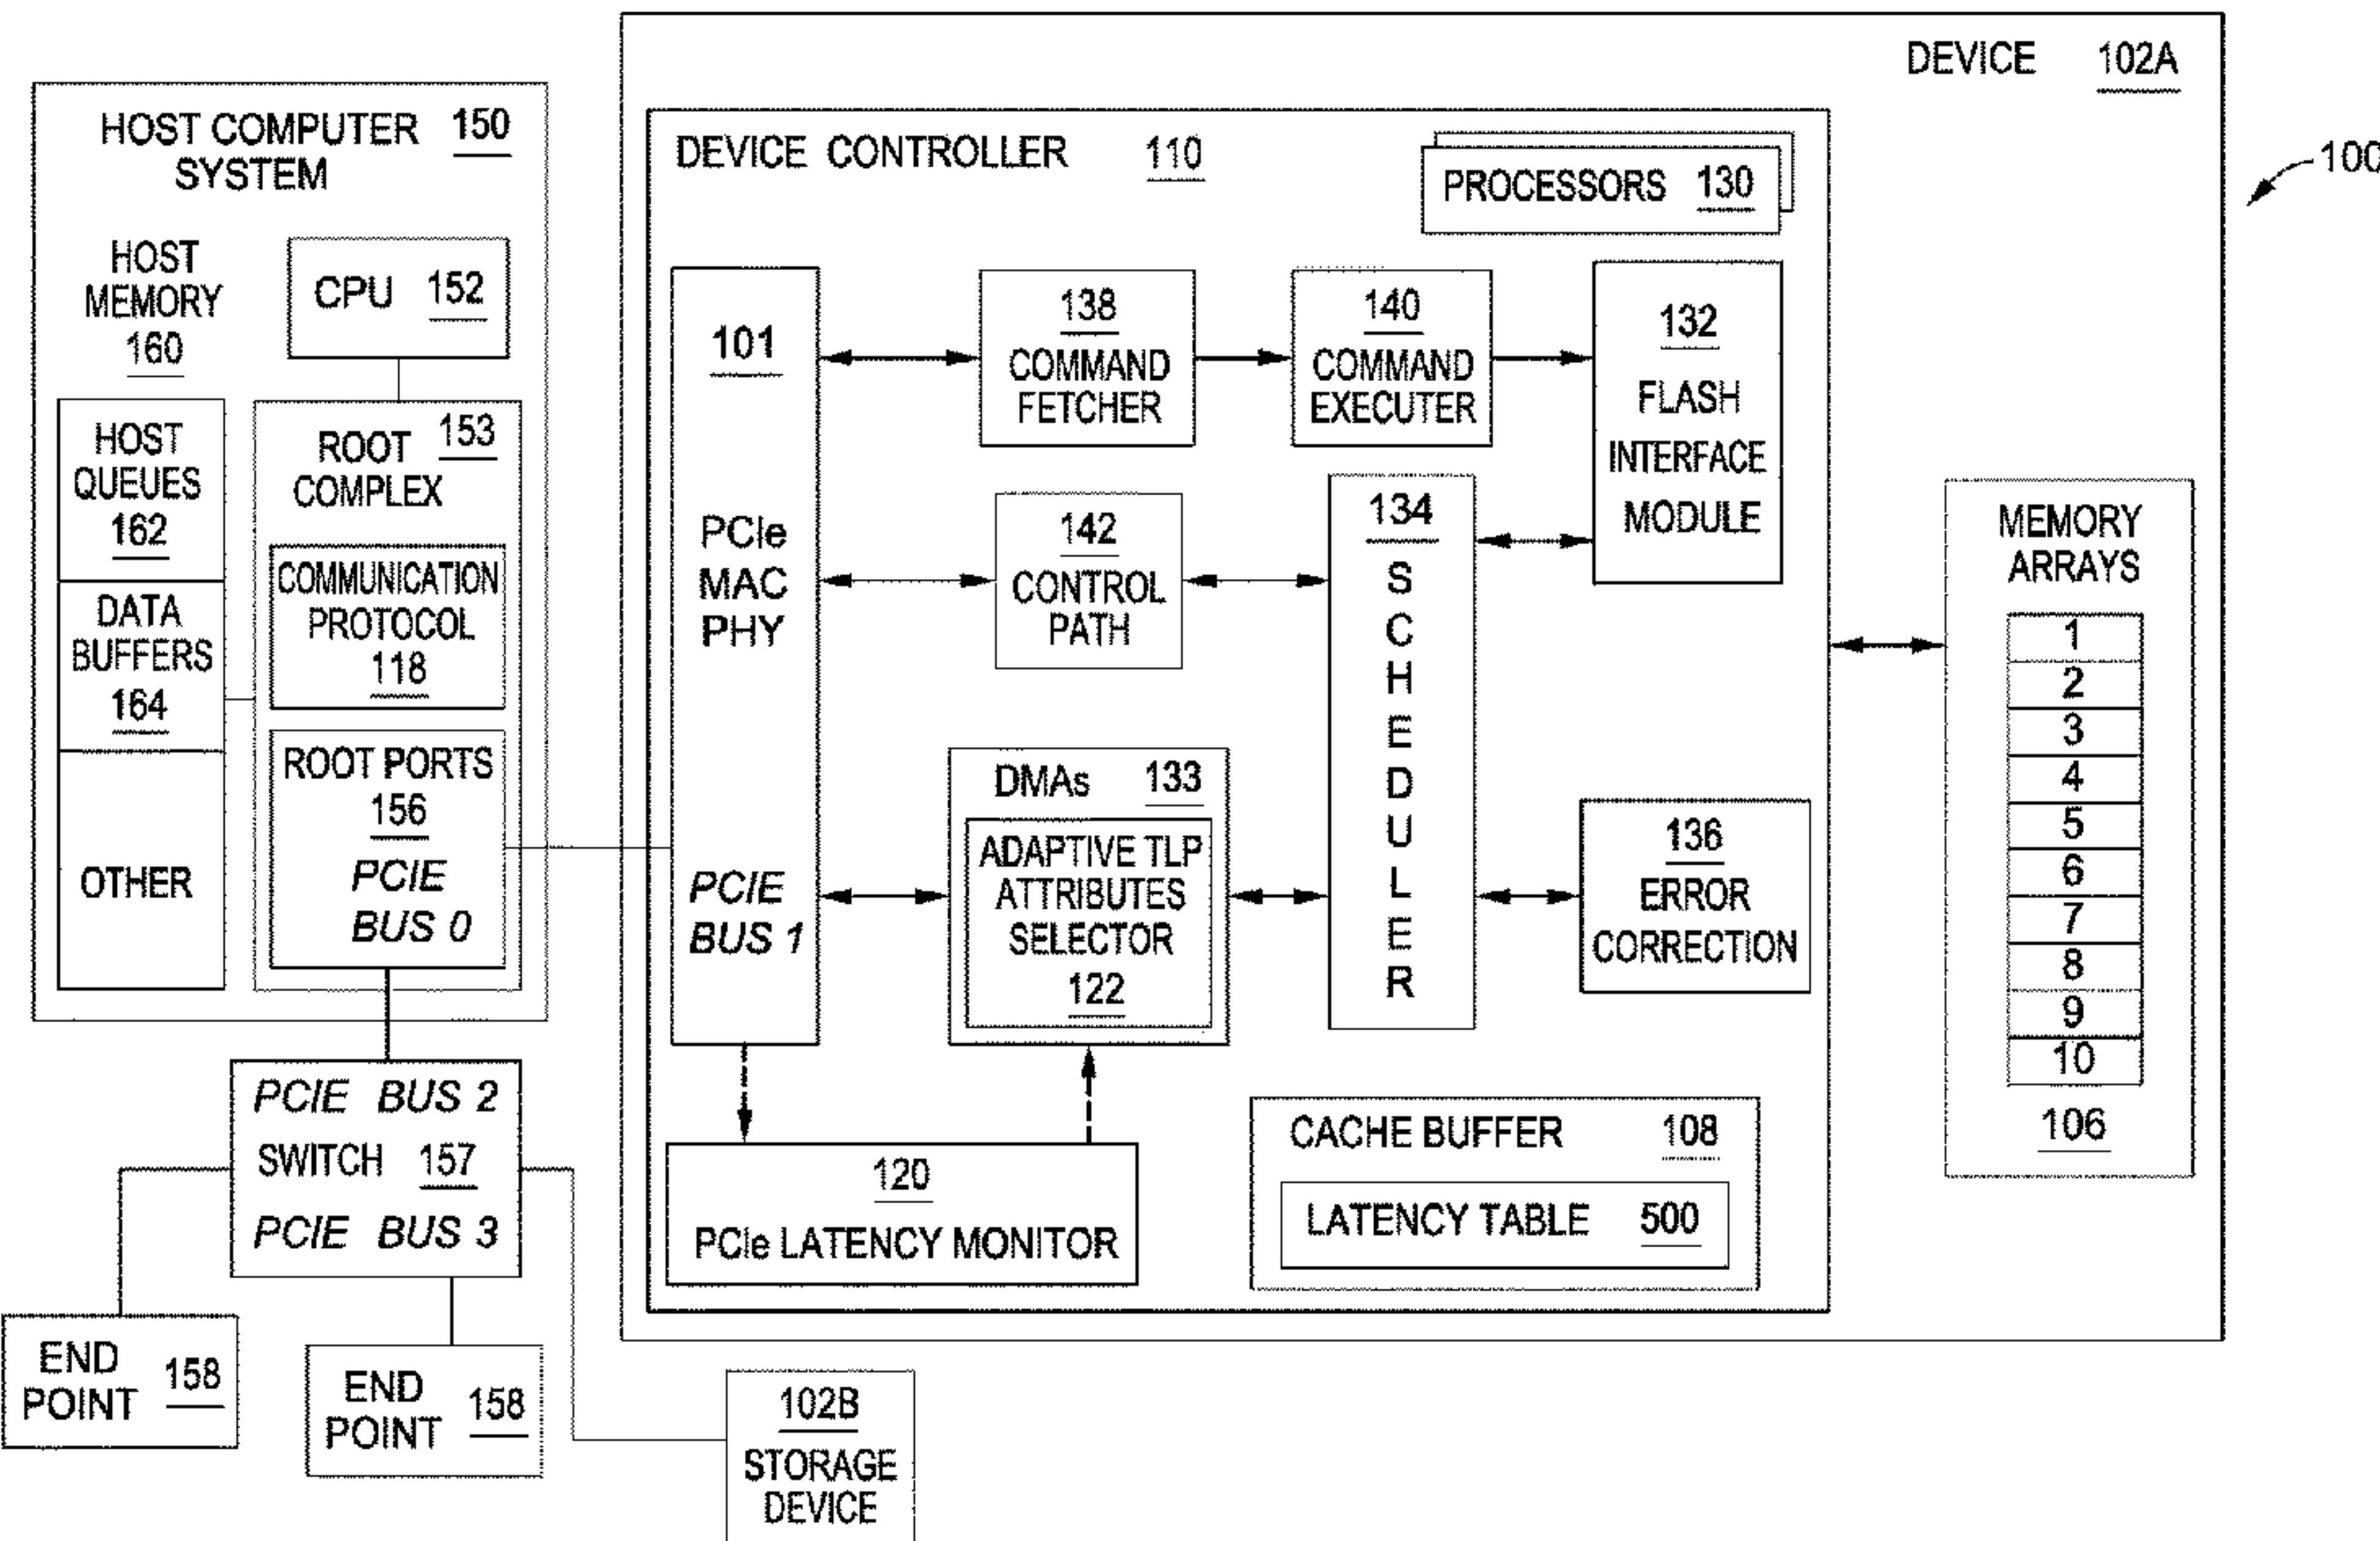 DEVICE 102A
100
HOST COMPUTER 150
SYSTEM
HOST
MEMORY
160
CPU 152
HOST
QUEUES
162
DATA
BUFFERS
164
OTHER
153
ROOT
COMPLEX
COMMUNICATION
PROTOCOL
118
ROOT PORTS
156
PCIE
BUS 0
PCIE BUS 2
SWITCH 157
PCIE BUS 3
END
POINT 158
END
POINT 158
102B
STORAGE
DEVICE
DEVICE CONTROLLER 110
PROCESSORS 130
101
PCIe
MAC
PHY
PCIE
BUS 1
138
COMMAND
FETCHER
140
COMMAND
EXECUTER
132
FLASH
INTERFACE
MODULE
142
CONTROL
PATH
134
S
C
H
E
D
U
L
E
R
DMAs 133
ADAPTIVE TLP
ATTRIBUTES
SELECTOR
122
136
ERROR
CORRECTION
120
PCIe LATENCY MONITOR
CACHE BUFFER 108
LATENCY TABLE 500
MEMORY
ARRAYS
1
2
3
4
5
6
7
8
9
10
106